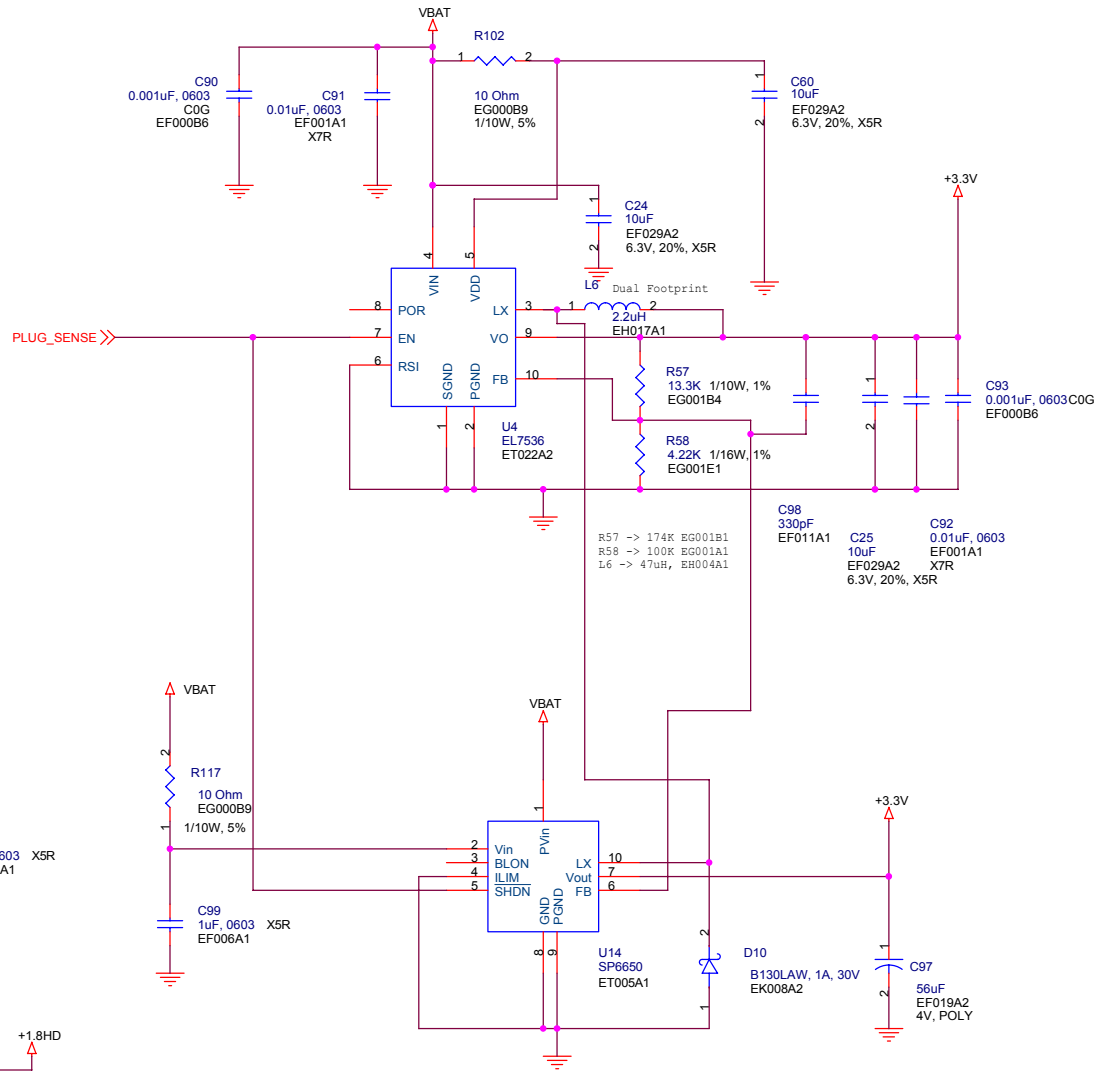 VBAT
R102
1
2
10 Ohm
EG000B9
1/10W, 5%
C90
0.001uF, 0603
C0G
EF000B6
C91
0.01uF, 0603
EF001A1
X7R
1
2
C60
10uF
EF029A2
6.3V, 20%, X5R
1
2
C24
10uF
EF029A2
6.3V, 20%, X5R
+3.3V
4
5
VIN
VDD
L6
Dual Footprint
8
POR
LX
3
1
2
2.2uH
EH017A1
PLUG_SENSE
7
EN
VO
9
6
RSI
FB
10
SGND
PGND
1
2
U4
EL7536
ET022A2
R57
13.3K 1/10W, 1%
EG001B4
R58
4.22K 1/16W, 1%
EG001E1
1
2
C93
0.001uF, 0603C0G
EF000B6
C98
330pF
EF011A1
C25
10uF
EF029A2
6.3V, 20%, X5R
C92
0.01uF, 0603
EF001A1
X7R
R57 -> 174K EG001B1
R58 -> 100K EG001A1
L6 -> 47uH, EH004A1
VBAT
2
R117
10 Ohm
EG000B9
1/10W, 5%
1
VBAT
1
PVin
+3.3V
603 X5R
A1
2
Vin
3
BLON
4
ILIM
5
SHDN
LX
10
Vout
7
FB
6
GND
PGND
8
9
C99
1uF, 0603 X5R
EF006A1
U14
SP6650
ET005A1
2
1
D10
B130LAW, 1A, 30V
EK008A2
1
2
C97
56uF
EF019A2
4V, POLY
+1.8HD